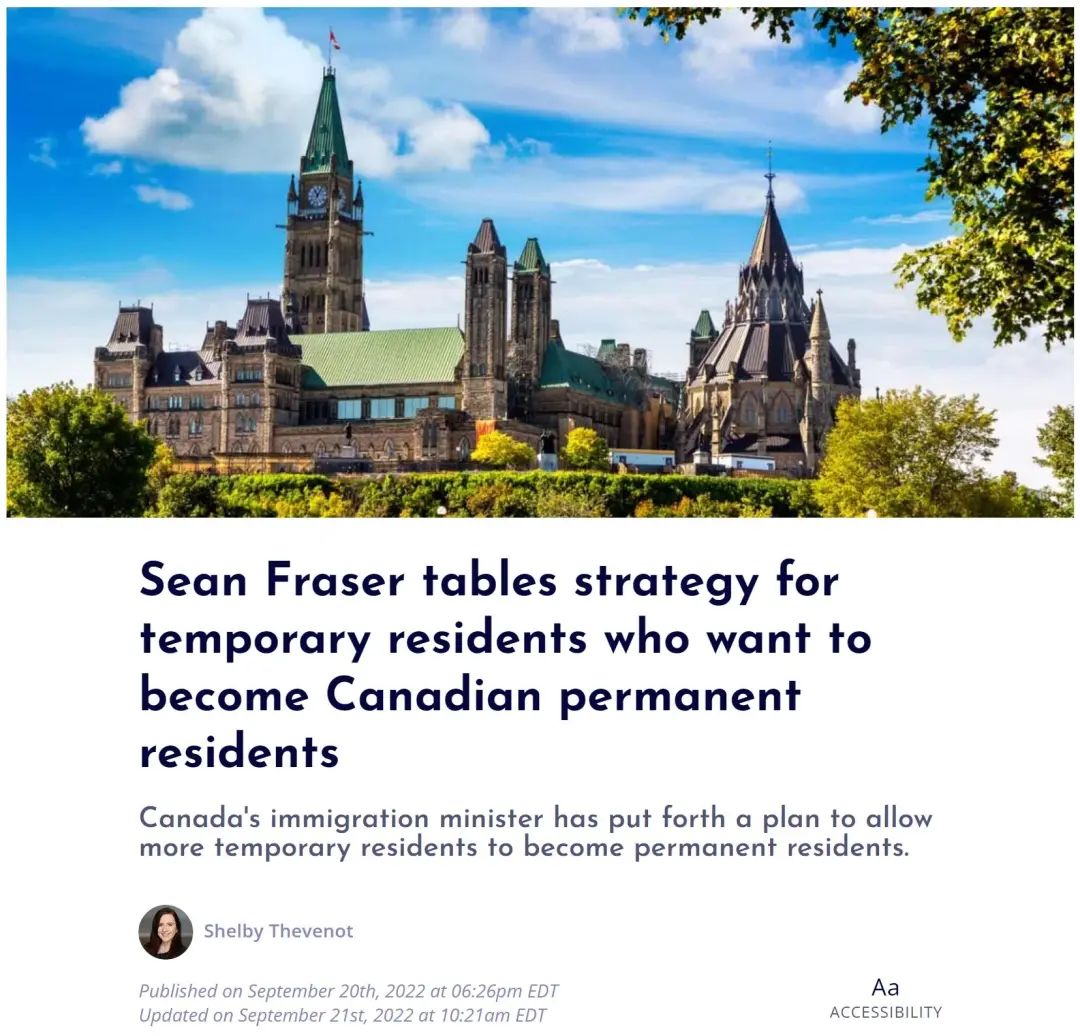 Sean Fraser tables strategy for
temporary residents who want to
become Canadian permanent
residents
Canada's immigration minister has put forth a plan to allow
more temporary residents to become permanent residents.
Shelby Thevenot
Published on September 20th, 2022 at 06:26pm EDT
Updated on September 21st, 2022 at 10:21am EDT
Aa
ACCESSIBILITY